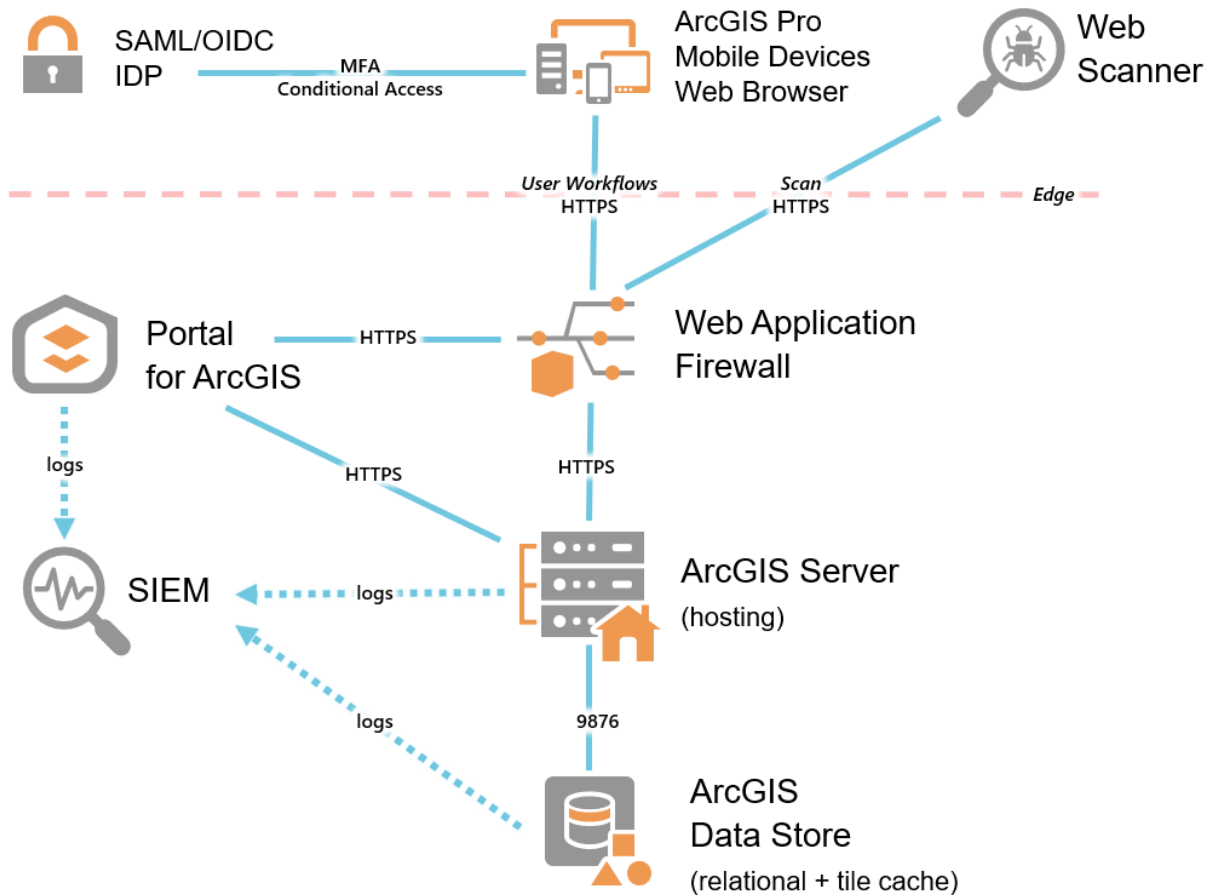 SAML/OIDC
IDP
MFA
Conditional Access
ArcGIS Pro
Mobile Devices
Web Browser
Web
Scanner
User Workflows
HTTPS
Scan
HTTPS
Edge
Portal
for ArcGIS
HTTPS
Web Application
Firewall
logs
HTTPS
HTTPS
SIEM
logs
ArcGIS Server
(hosting)
logs
9876
ArcGIS
Data Store
(relational + tile cache)